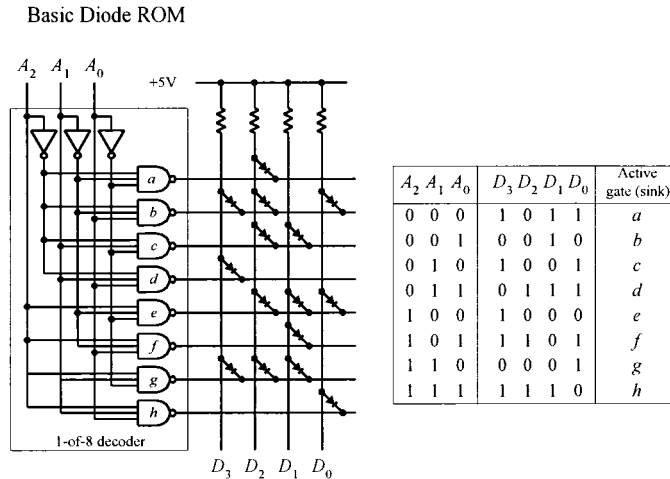 Basic Diode ROM
A2 A1 A0
+5V
a
b
c
d
e
f
g
h
1-of-8 decoder
D3 D2 D1 D0
A2 A1 A0 D3 D2 D1 D0 Active gate (sink)
0 0 0 1 0 1 1 a
0 0 1 0 0 1 0 b
0 1 0 1 0 0 1 c
0 1 1 0 1 1 1 d
1 0 0 1 0 0 0 e
1 0 1 1 1 0 1 f
1 1 0 0 0 0 1 g
1 1 1 1 1 1 0 h